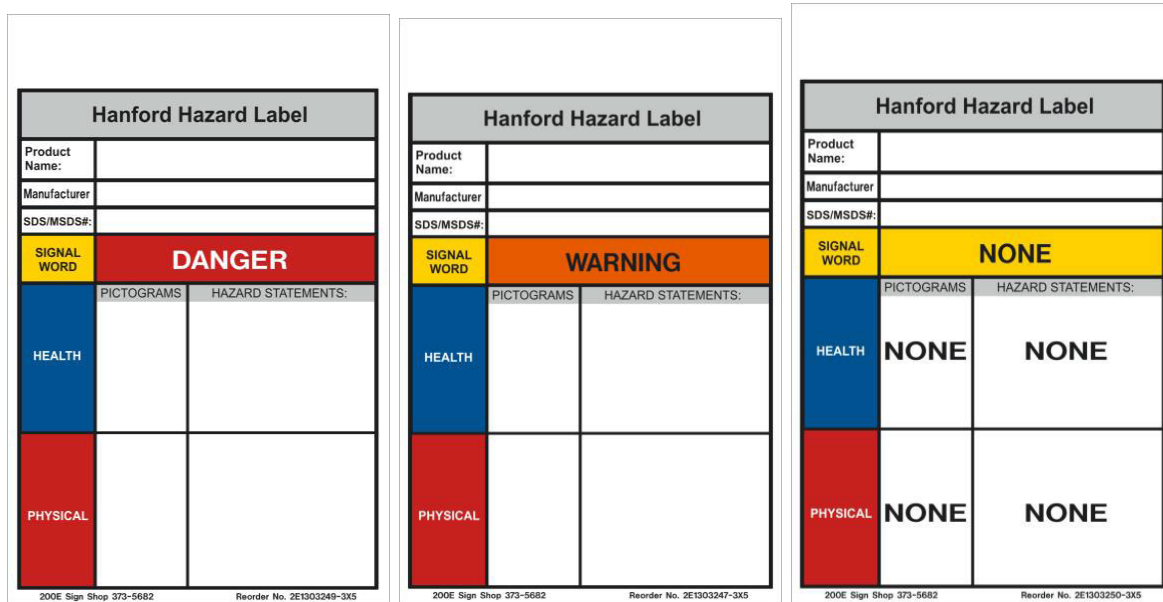 Hanford Hazard Label
Product
Name:
Manufacturer
SDS/MSDS#:
SIGNAL
WORD
DANGER
PICTOGRAMS HAZARD STATEMENTS:
HEALTH
PHYSICAL
200E Sign Shop 373-5682 Reorder No. 2E1303249-3X5
Hanford Hazard Label
Product
Name:
Manufacturer
SDS/MSDS#:
SIGNAL
WORD
WARNING
PICTOGRAMS HAZARD STATEMENTS:
HEALTH
PHYSICAL
200E Sign Shop 373-5682 Reorder No. 2E1303247-3X5
Hanford Hazard Label
Product
Name:
Manufacturer
SDS/MSDS#:
SIGNAL
WORD
NONE
PICTOGRAMS HAZARD STATEMENTS:
HEALTH NONE NONE
PHYSICAL NONE NONE
200E Sign Shop 373-5682 Reorder No. 2E1303250-3X5